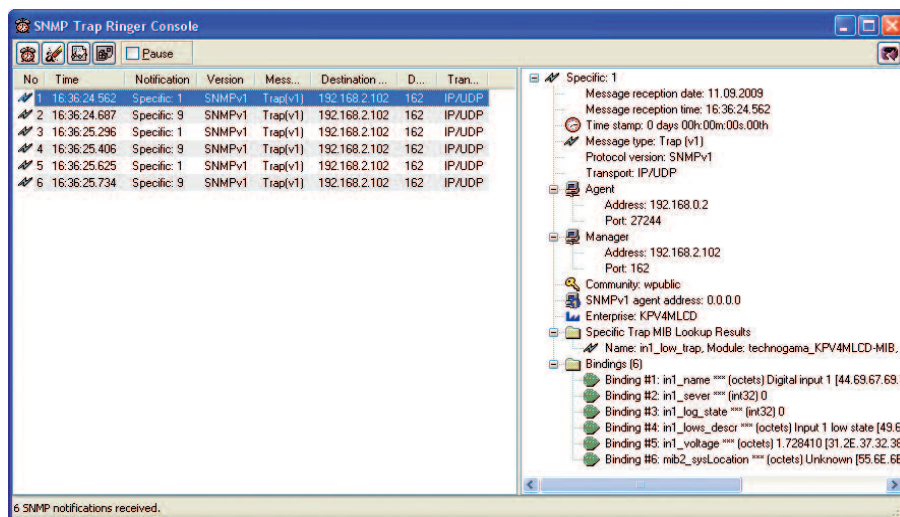 SNMP Trap Ringer Console
Pause
No Time Notification Version Mess... Destination ... D... Tran...
1 16:36:24.562 Specific: 1 SNMPv1 Trap(v1) 192.168.2.102 162 IP/UDP
2 16:36:24.687 Specific: 9 SNMPv1 Trap(v1) 192.168.2.102 162 IP/UDP
3 16:36:25.296 Specific: 1 SNMPv1 Trap(v1) 192.168.2.102 162 IP/UDP
4 16:36:25.406 Specific: 9 SNMPv1 Trap(v1) 192.168.2.102 162 IP/UDP
5 16:36:25.625 Specific: 1 SNMPv1 Trap(v1) 192.168.2.102 162 IP/UDP
6 16:36:25.734 Specific: 9 SNMPv1 Trap(v1) 192.168.2.102 162 IP/UDP
Specific: 1
Message reception date: 11.09.2009
Message reception time: 16:36:24.562
Time stamp: 0 days 00h:00m:00s.00th
Message type: Trap (v1)
Protocol version: SNMPv1
Transport: IP/UDP
Agent
Address: 192.168.0.2
Port: 27244
Manager
Address: 192.168.2.102
Port: 162
Community: wpublic
SNMPv1 agent address: 0.0.0.0
Enterprise: KPV4MLCD
Specific Trap MIB Lookup Results
Name: in1_low_trap, Module: technogama_KPV4MLCD-MIB,
Bindings (6)
Binding #1: in1_name *** (octets) Digital input 1 [44.69.67.69.
Binding #2: in1_sever *** (int32) 0
Binding #3: in1_log_state *** (int32) 0
Binding #4: in1_lows_descr *** (octets) Input 1 low state [49.6
Binding #5: in1_voltage *** (octets) 1.728410 [31.2E.37.32.38
Binding #6: mib2_sysLocation *** (octets) Unknown [55.6E.6B
6 SNMP notifications received.